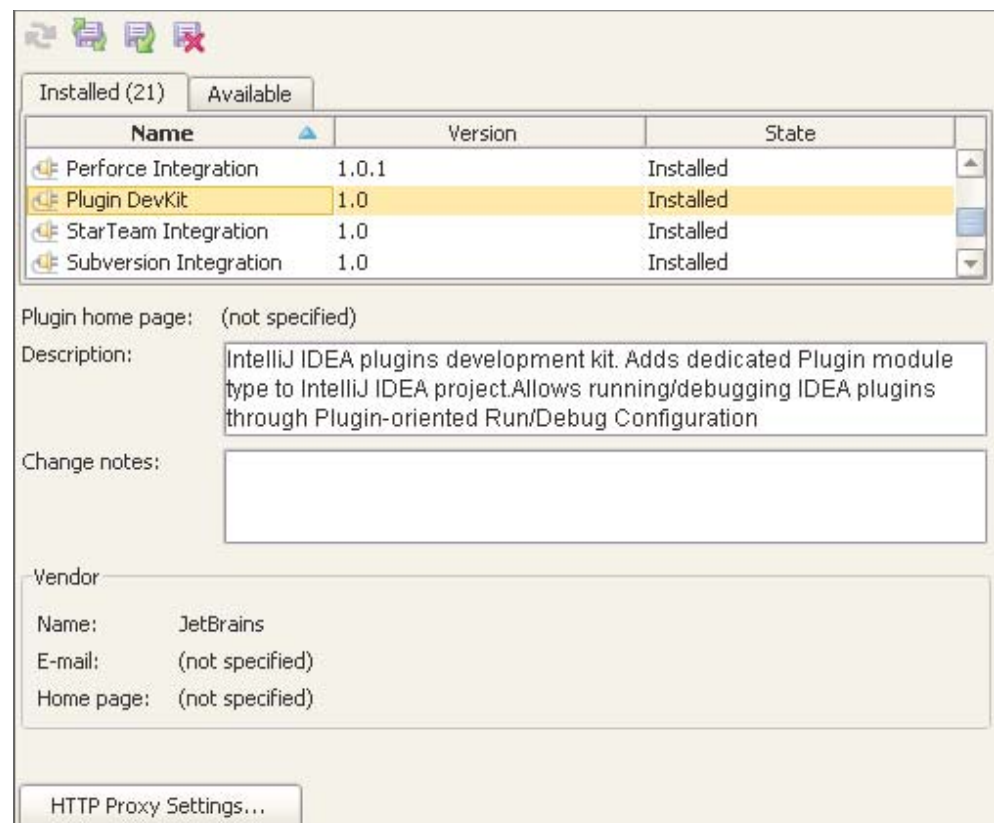 Installed (21) Available
Name Version State
Perforce Integration 1.0.1 Installed
Plugin DevKit 1.0 Installed
StarTeam Integration 1.0 Installed
Subversion Integration 1.0 Installed
Plugin home page: (not specified)
Description: IntelliJ IDEA plugins development kit. Adds dedicated Plugin module
type to IntelliJ IDEA project.Allows running/debugging IDEA plugins
through Plugin-oriented Run/Debug Configuration
Change notes:
Vendor
Name: JetBrains
E-mail: (not specified)
Home page: (not specified)
HTTP Proxy Settings...